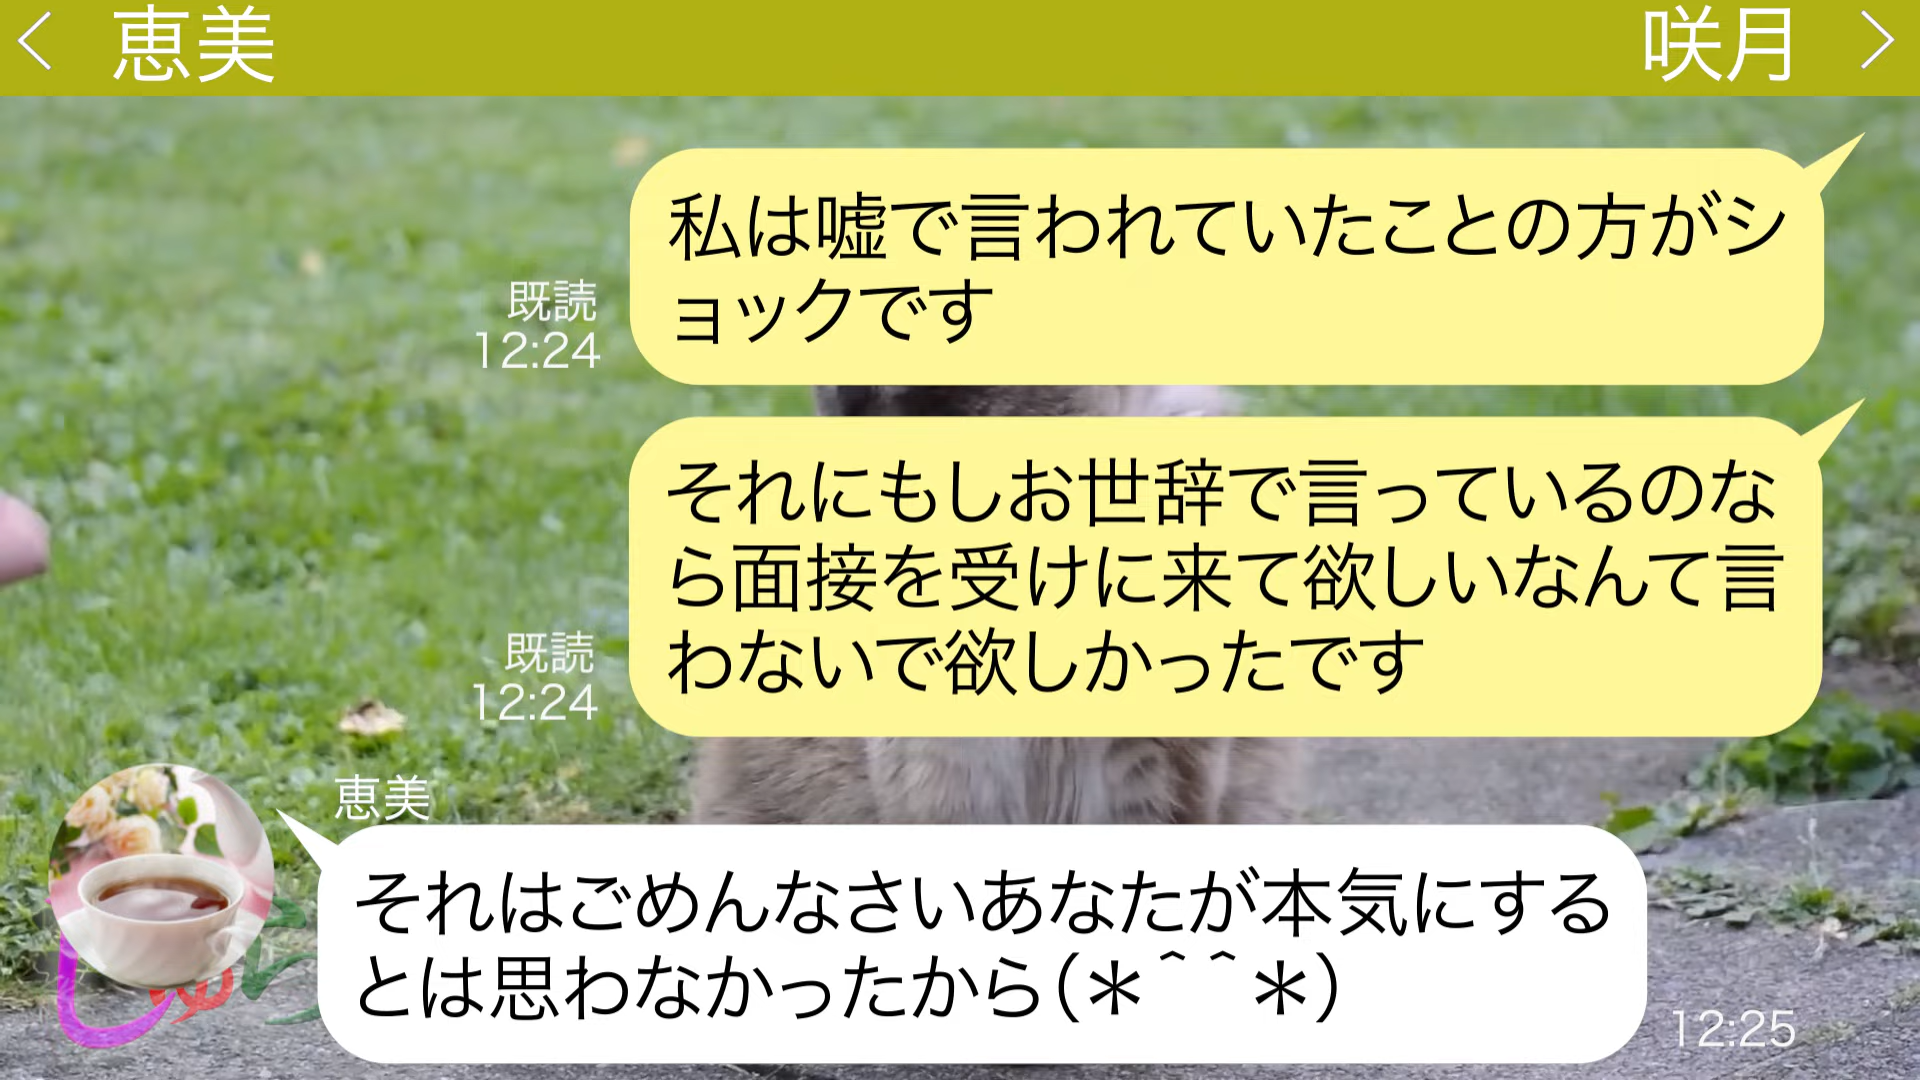 恵美
咲月
私は嘘で言われていたことの方がシ
ョックです
既読
12:24
それにもしお世辞で言っているのな
ら面接を受けに来て欲しいなんて言
わないで欲しかったです
既読
12:24
恵美
それはごめんなさいあなたが本気にする
とは思わなかったから(＊＾＾＊)
12:25